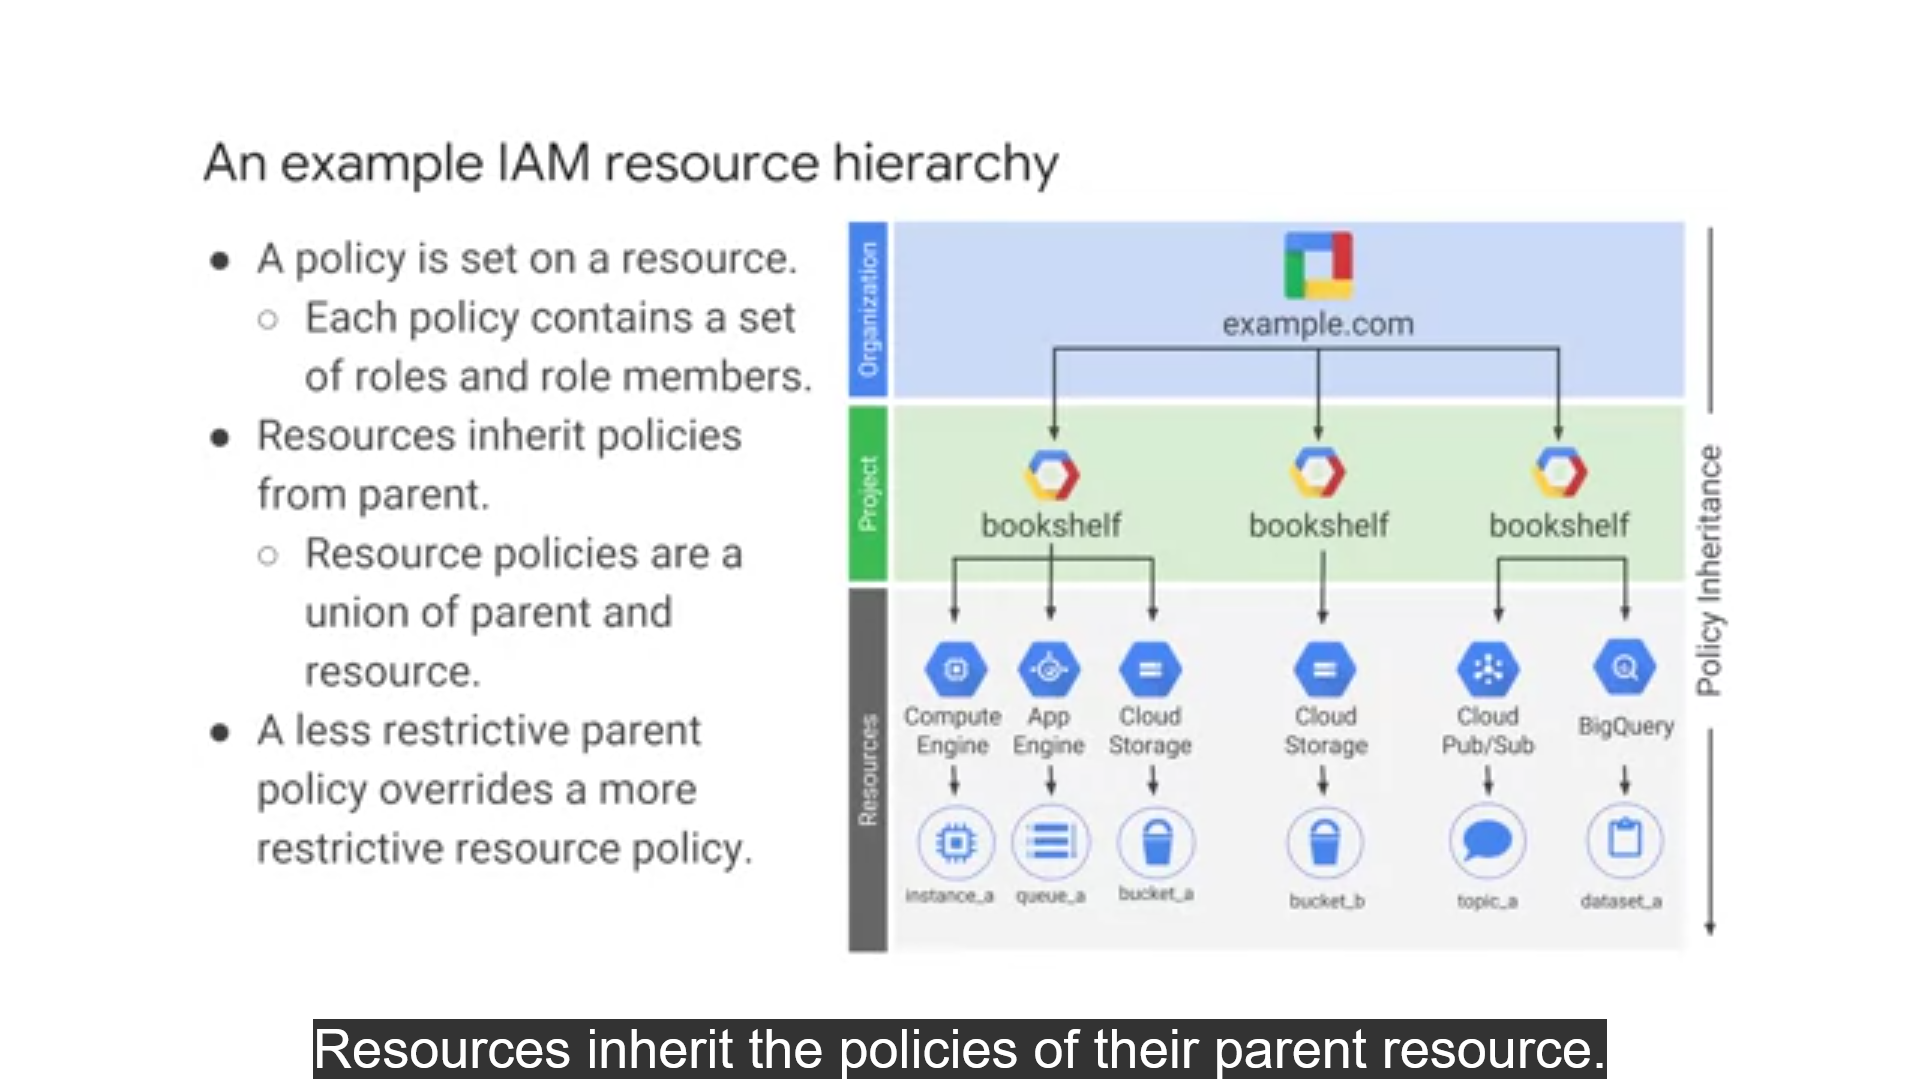 An example IAM resource hierarchy
● A policy is set on a resource.
○ Each policy contains a set
of roles and role members.
● Resources inherit policies
from parent.
○ Resource policies are a
union of parent and
resource.
● A less restrictive parent
policy overrides a more
restrictive resource policy.
Organization
example.com
Project
bookshelf bookshelf bookshelf
Resources
Compute
Engine
App
Engine
Cloud
Storage
Cloud
Storage
Cloud
Pub/Sub
BigQuery
instance_a queue_a bucket_a bucket_b topic_a dataset_a
Policy Inheritance
Resources inherit the policies of their parent resource.